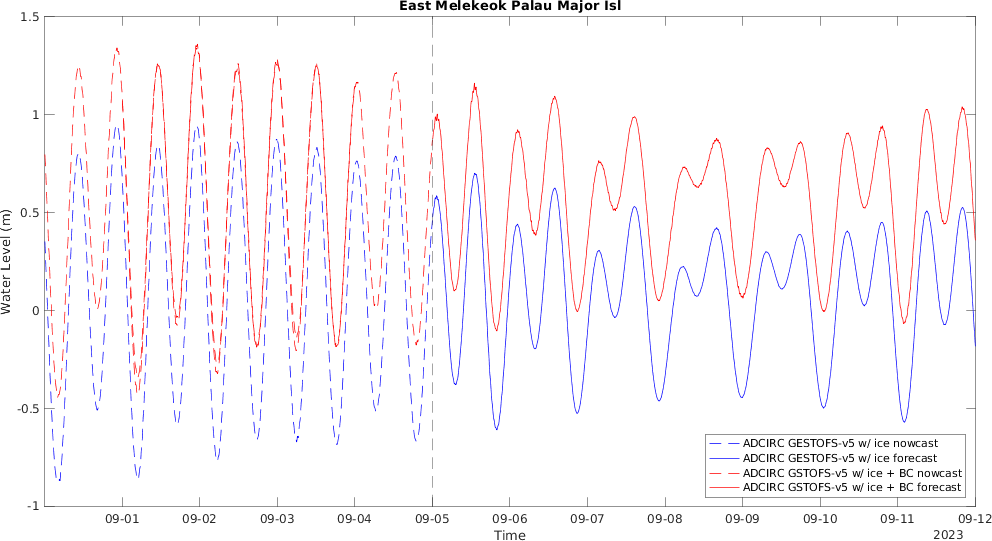 East Melekeok Palau Major Isl
1.5
1
0.5
0
-0.5
-1
Water Level (m)
ADCIRC GESTOFS-v5 w/ ice nowcast
ADCIRC GESTOFS-v5 w/ ice forecast
ADCIRC GSTOFS-v5 w/ ice + BC nowcast
ADCIRC GSTOFS-v5 w/ ice + BC forecast
09-01 09-02 09-03 09-04 09-05 09-06 09-07 09-08 09-09 09-10 09-11 09-12
Time
2023